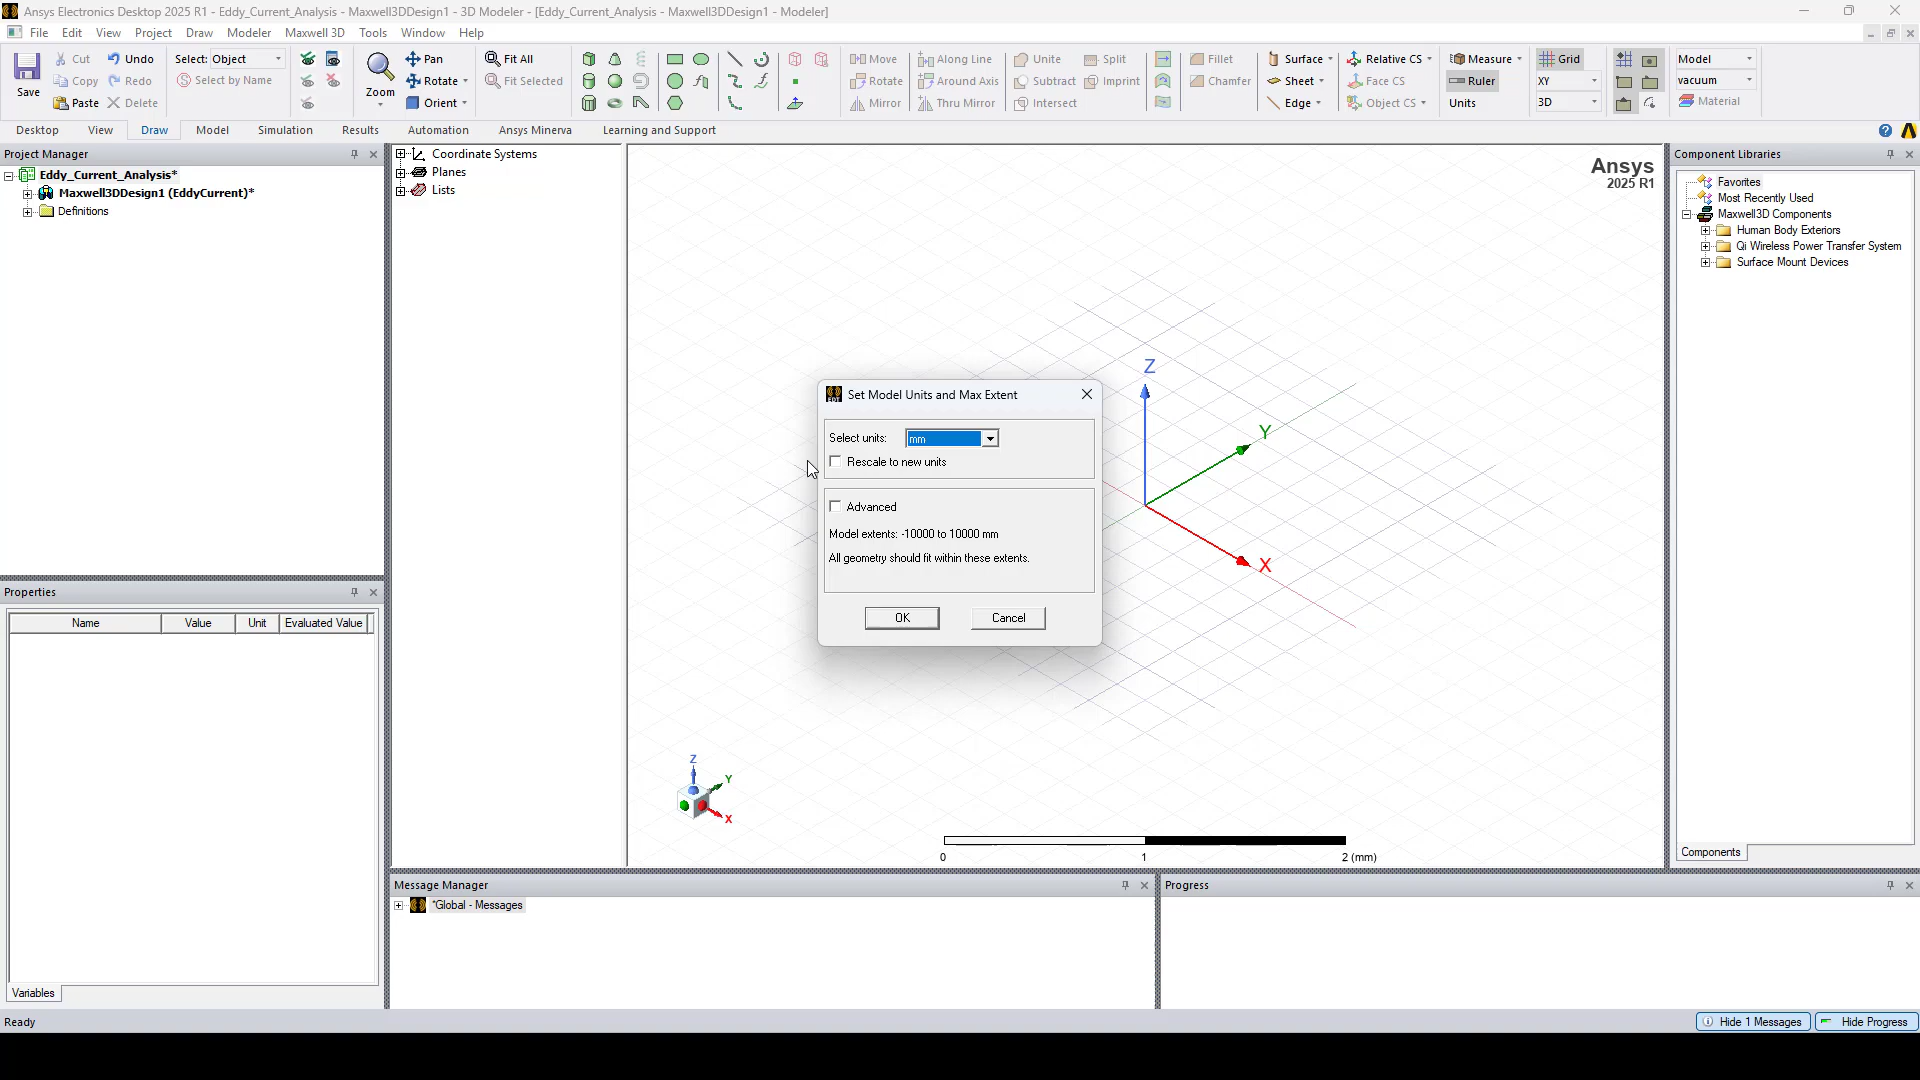 Ansys Electronics Desktop 2025 R1 - Eddy_Current_Analysis - Maxwell3DDesign1 - 3D Modeler - [Eddy_Current_Analysis - Maxwell3DDesign1 - Modeler]
File Edit View Project Draw Modeler Maxwell 3D Tools Window Help
Save
Cut Undo
Copy Redo
Paste Delete
Select: Object
Select by Name
Zoom
Pan
Rotate
Orient
Fit All
Fit Selected
Move Along Line Unite Split
Rotate Around Axis Subtract Imprint
Mirror Thru Mirror Intersect
Fillet
Chamfer
Surface
Sheet
Edge
Relative CS
Face CS
Object CS
Measure
Ruler
Units
Grid
XY
3D
Model
vacuum
Material
Desktop View Draw Model Simulation Results Automation Ansys Minerva Learning and Support
Project Manager
Eddy_Current_Analysis*
Maxwell3DDesign1 (EddyCurrent)*
Definitions
Coordinate Systems
Planes
Lists
Ansys
2025 R1
Component Libraries
Favorites
Most Recently Used
Maxwell3D Components
Human Body Exteriors
Qi Wireless Power Transfer System
Surface Mount Devices
Components
Z
Y
X
Set Model Units and Max Extent
Select units: mm
Rescale to new units
Advanced
Model extents: -10000 to 10000 mm
All geometry should fit within these extents.
OK Cancel
Properties
Name Value Unit Evaluated Value
Variables
Z
Y
X
0 1 2 (mm)
Message Manager
*Global - Messages
Progress
Ready
Hide 1 Messages Hide Progress